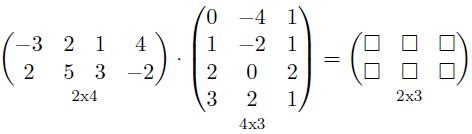 (−3 2 1 4
2 5 3 −2) · (0 −4 1
1 −2 1
2 0 2
3 2 1) = (□ □ □
□ □ □)
2x4
4x3
2x3